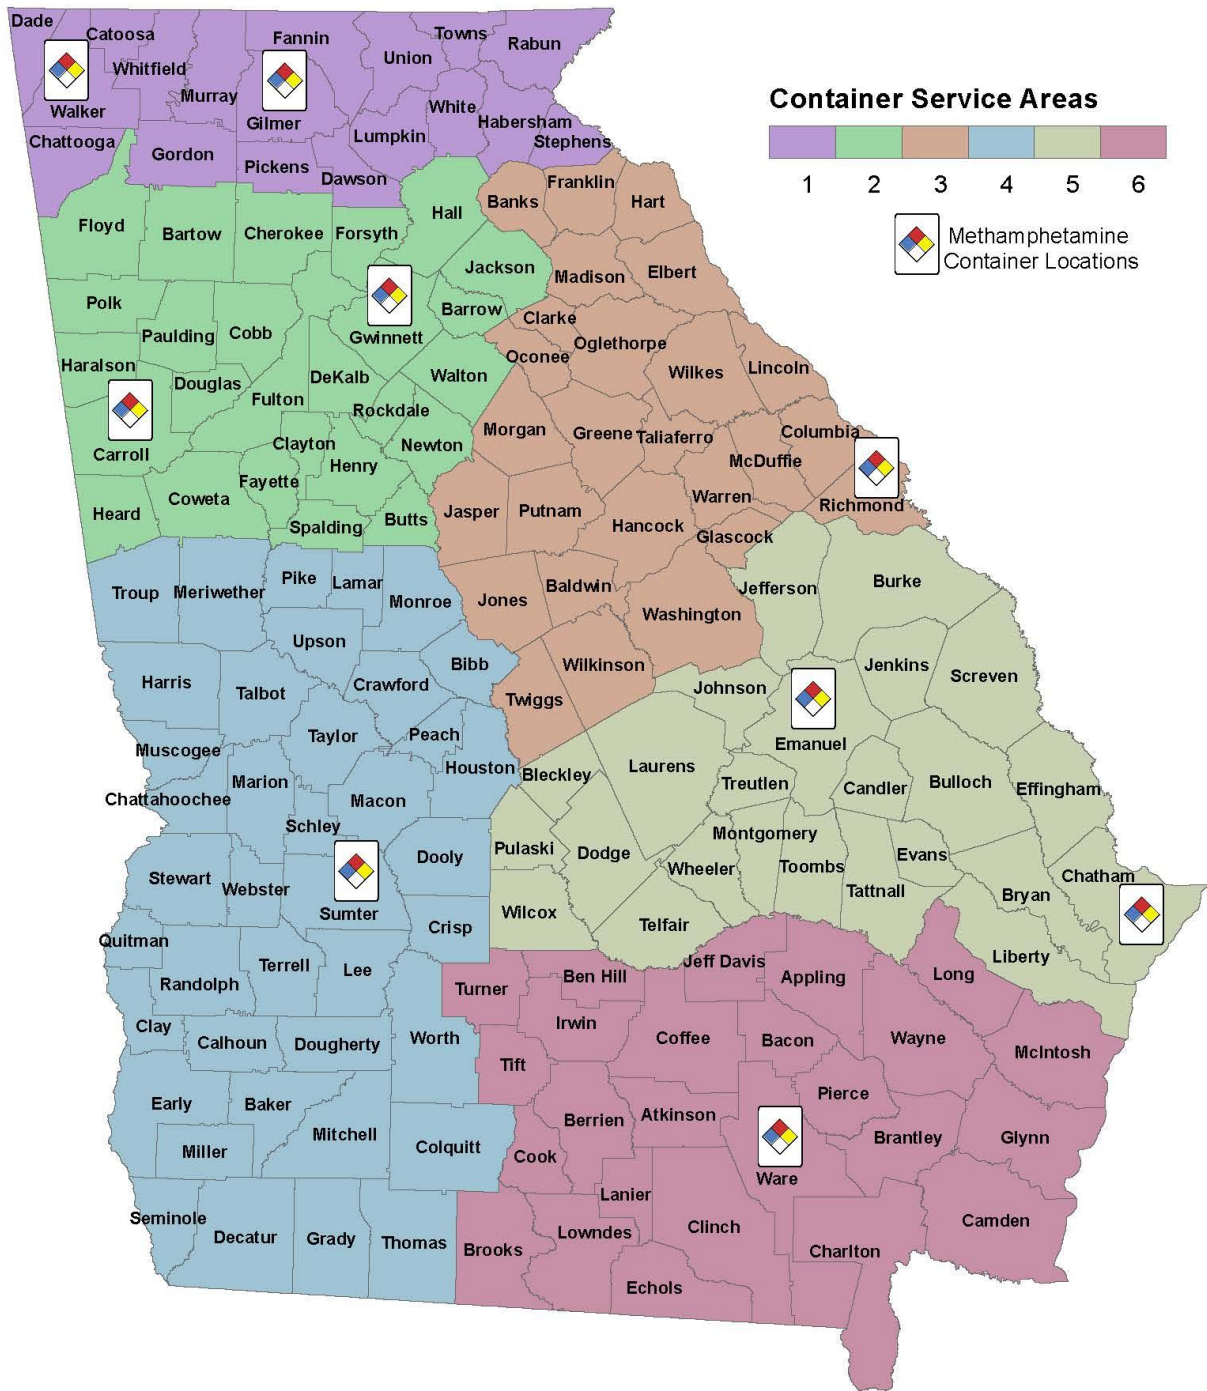 Dade
Catoosa
Whitfield
Murray
Fannin
Union
Towns
Rabun
Walker
Gilmer
White
Habersham
Stephens
Lumpkin
Chattooga
Gordon
Pickens
Dawson
Container Service Areas
1 2 3 4 5 6
Methamphetamine
Container Locations
Floyd
Bartow
Cherokee
Forsyth
Hall
Banks
Franklin
Hart
Jackson
Madison
Elbert
Polk
Paulding
Cobb
Gwinnett
Barrow
Clarke
Oconee
Oglethorpe
Wilkes
Lincoln
Haralson
Douglas
Fulton
DeKalb
Walton
Rockdale
Carroll
Clayton
Henry
Newton
Morgan
Greene
Taliaferro
Columbia
McDuffie
Heard
Coweta
Fayette
Spalding
Butts
Jasper
Putnam
Hancock
Warren
Richmond
Glascock
Troup
Meriwether
Pike
Lamar
Monroe
Jones
Baldwin
Washington
Jefferson
Burke
Upson
Bibb
Wilkinson
Johnson
Jenkins
Screven
Harris
Talbot
Crawford
Twiggs
Emanuel
Muscogee
Taylor
Peach
Houston
Bleckley
Laurens
Treutlen
Candler
Bulloch
Effingham
Chattahoochee
Marion
Macon
Schley
Dooly
Pulaski
Dodge
Wheeler
Montgomery
Toombs
Tattnall
Evans
Bryan
Chatham
Stewart
Webster
Sumter
Crisp
Wilcox
Telfair
Liberty
Quitman
Randolph
Terrell
Lee
Turner
Ben Hill
Jeff Davis
Appling
Long
Clay
Calhoun
Dougherty
Worth
Irwin
Coffee
Bacon
Wayne
McIntosh
Tift
Pierce
Early
Baker
Mitchell
Miller
Colquitt
Cook
Berrien
Atkinson
Ware
Brantley
Glynn
Seminole
Decatur
Grady
Thomas
Brooks
Lanier
Lowndes
Clinch
Echols
Charlton
Camden